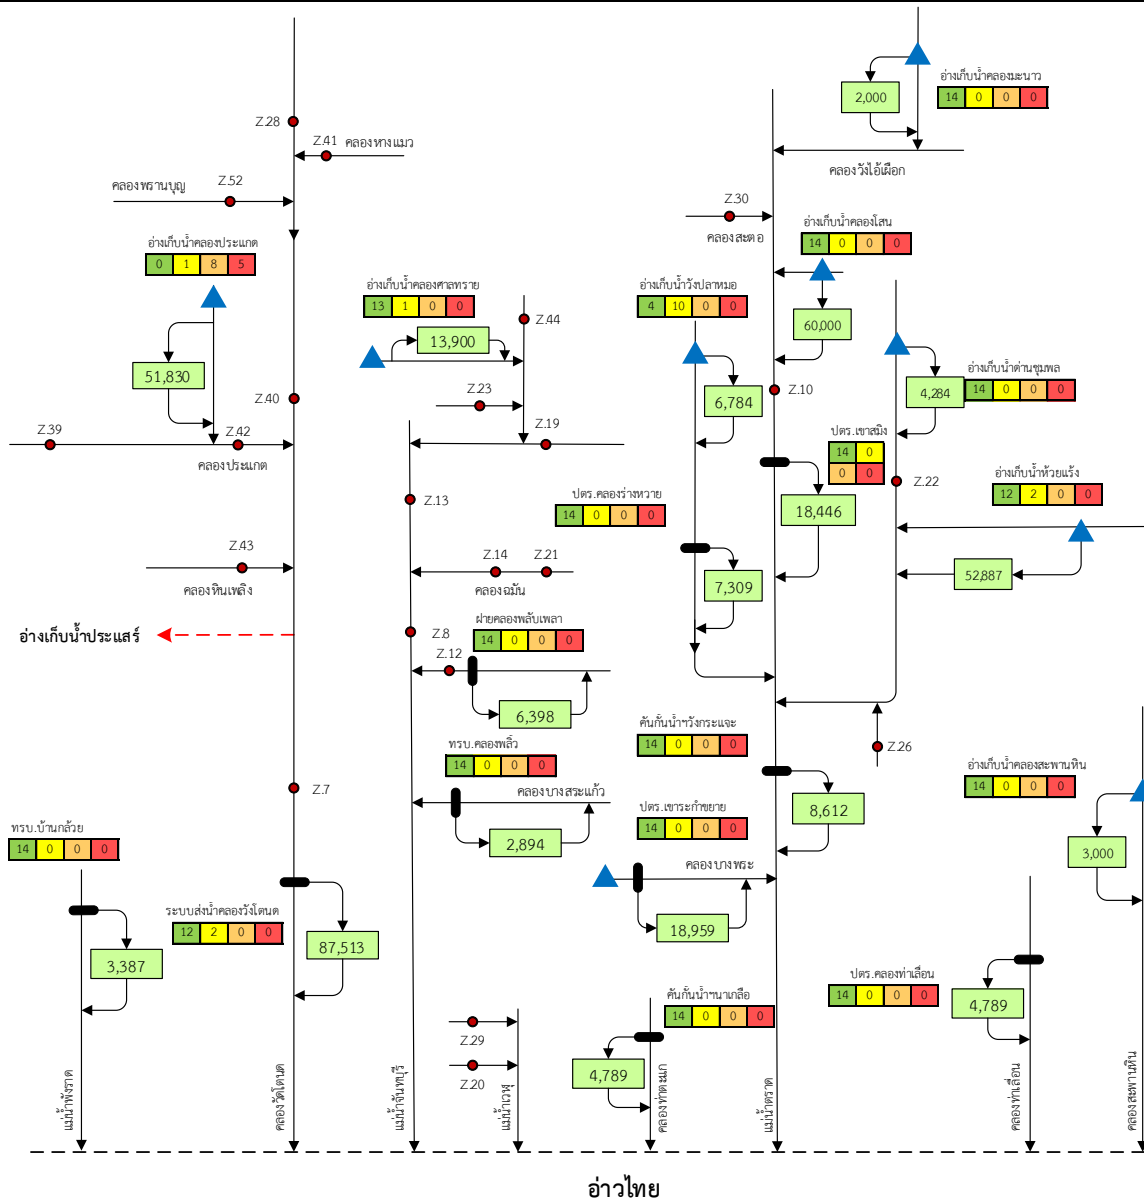 อ่างเก็บน้ำคลองมะนาว
2,000
14 0 0 0
Z.28
Z.41 คลองหางแมว
คลองวังไอ้เผือก
Z.52
คลองพรานบุญ
Z.30
คลองสะตอ
อ่างเก็บน้ำคลองโสน
14 0 0 0
อ่างเก็บน้ำคลองประแกด
0 1 8 5
อ่างเก็บน้ำคลองศาลทราย
13 1 0 0
อ่างเก็บน้ำวังปลาหมอ
4 10 0 0
Z.44
60,000
13,900
51,830
อ่างเก็บน้ำด่านชุมพล
14 0 0 0
4,284
6,784
Z.10
Z.40
Z.23
Z.39
Z.42
คลองประแกด
Z.19
ปตร.เขาสมิง
14 0
0 0
Z.22
อ่างเก็บน้ำห้วยแร้ง
12 2 0 0
Z.13
ปตร.คลองร่างหวาย
14 0 0 0
18,446
Z.43
คลองหินเพลิง
Z.14 Z.21
คลองฉมัน
7,309
52,887
อ่างเก็บน้ำประแสร์
Z.8
ฝายคลองพลับเพลา
14 0 0 0
Z.12
6,398
คันกั้นน้ำฯวังกระแจะ
14 0 0 0
Z.26
ทรบ.คลองพลิ้ว
14 0 0 0
อ่างเก็บน้ำคลองสะพานหิน
14 0 0 0
Z.7
คลองบางสระแก้ว
ปตร.เขาระกำขยาย
14 0 0 0
8,612
ทรบ.บ้านกล้วย
14 0 0 0
2,894
3,000
คลองบางพระ
ระบบส่งน้ำคลองวังโตนด
12 2 0 0
18,959
87,513
3,387
ปตร.คลองท่าเลื่อน
14 0 0 0
4,789
คันกั้นน้ำฯนาเกลือ
14 0 0 0
Z.29
Z.20
4,789
แม่น้ำพังราด
คลองวังโตนด
แม่น้ำจันทบุรี
แม่น้ำเวฬุ
คลองท่าตะเภา
แม่น้ำตราด
คลองท่าเลื่อน
คลองสะพานหิน
อ่าวไทย